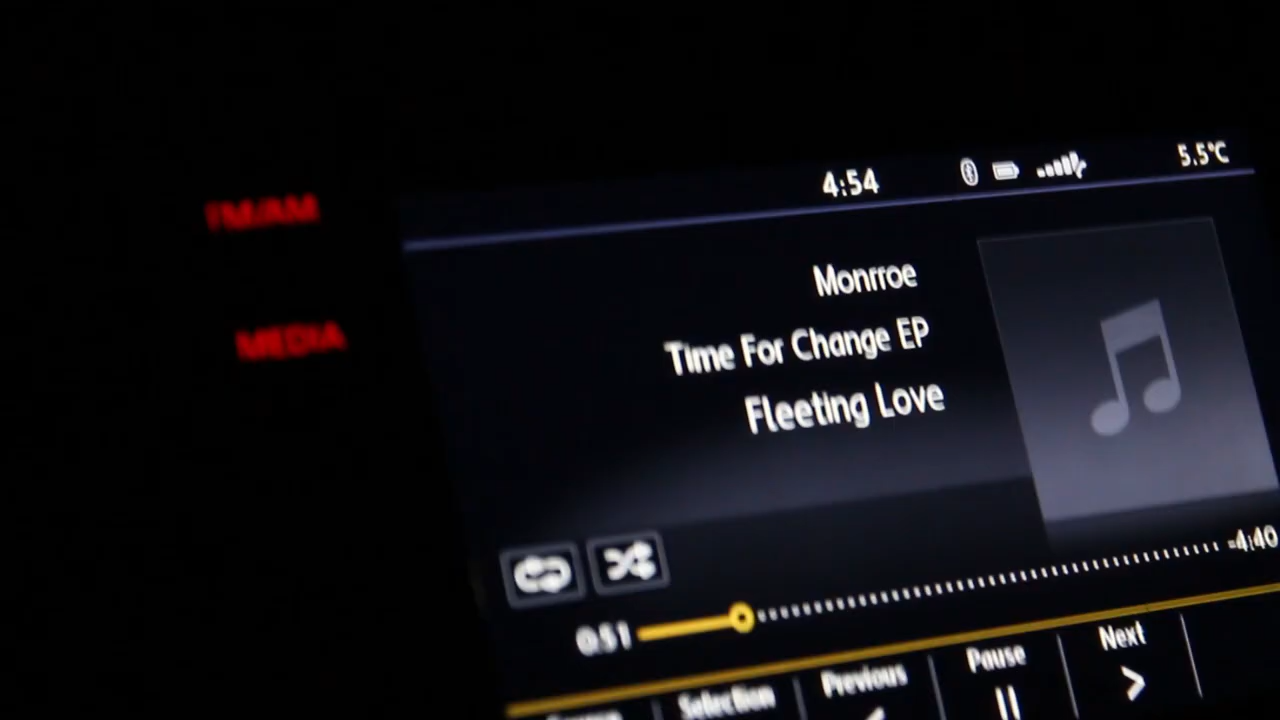 4:54
5.5°C
FM/AM
MEDIA
Monrroe
Time For Change EP
Fleeting Love
0:51
-4:40
Selection
Previous
Pause
Next